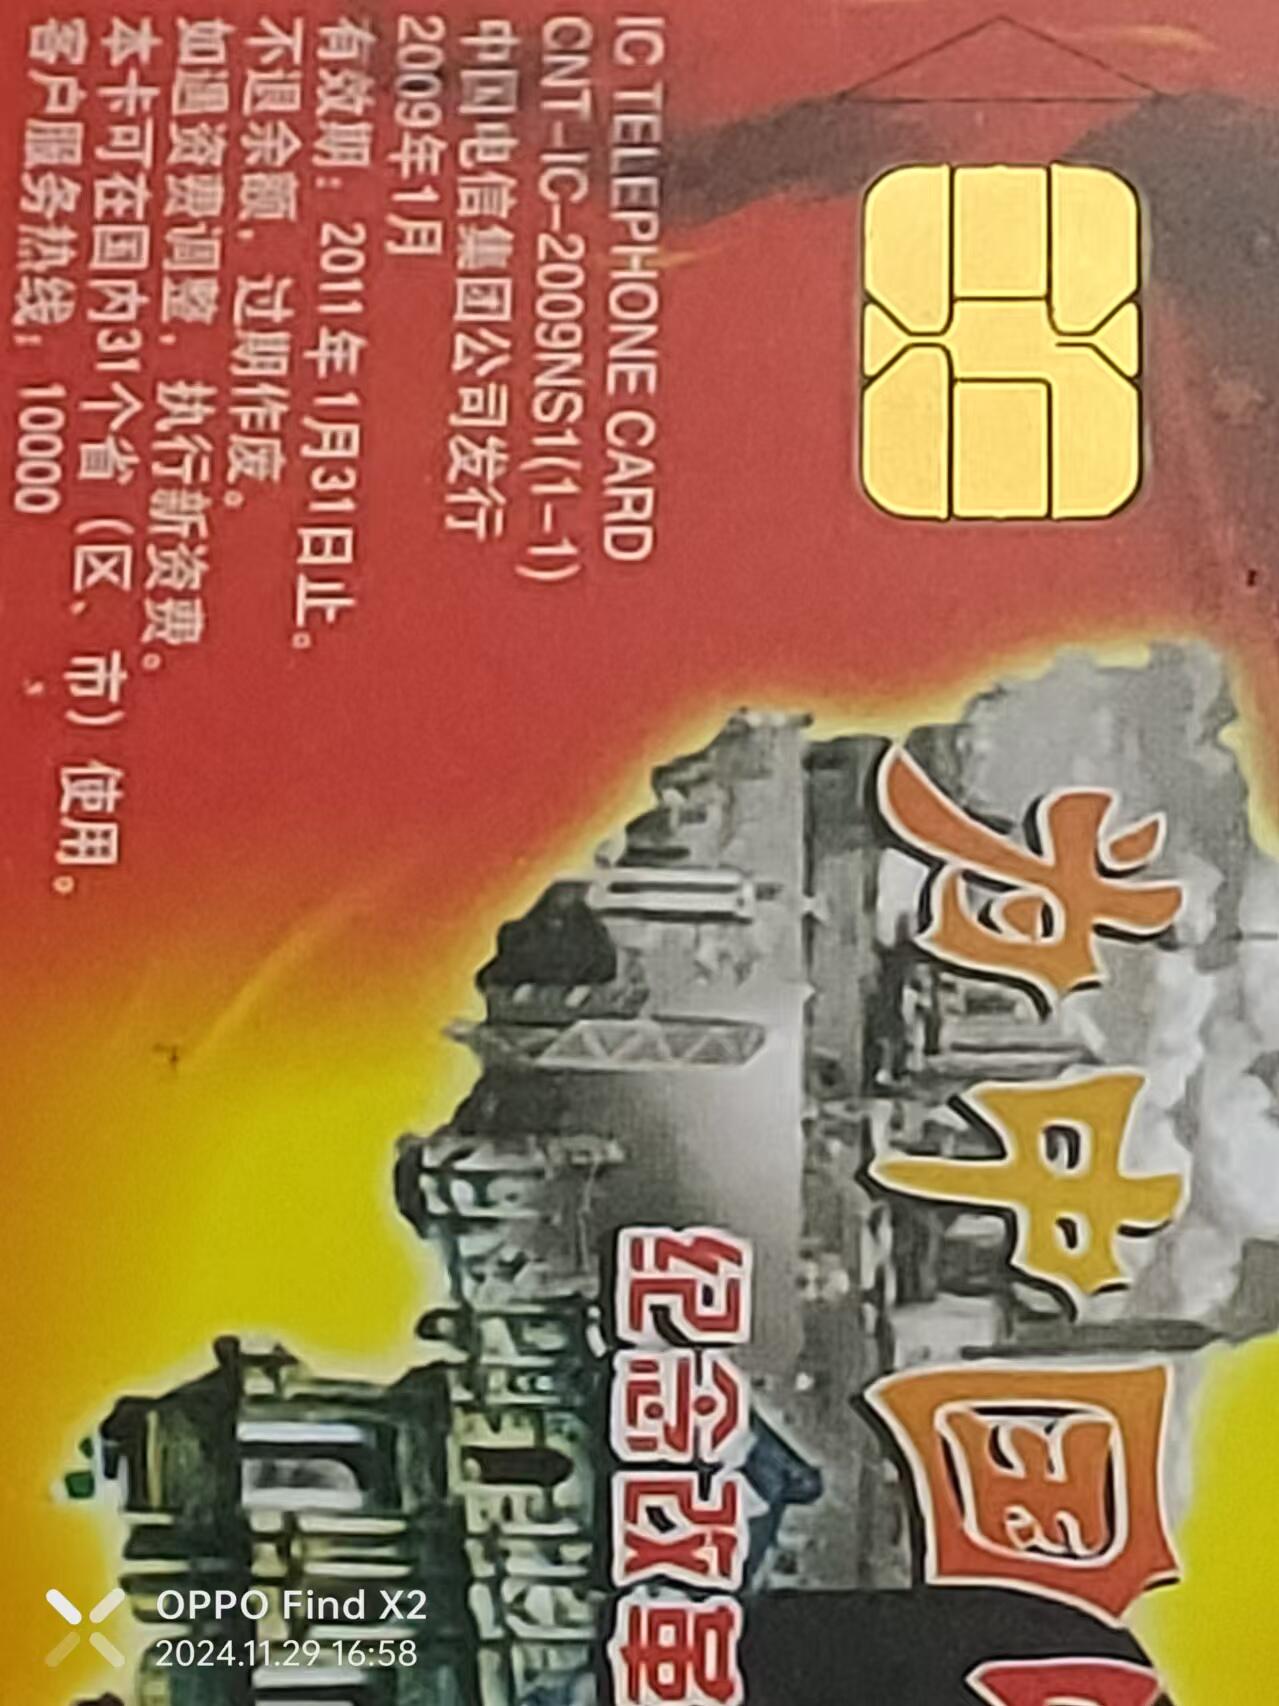 IC TELEPHONE CARD
CNT-IC-2009NS1(1-1)
中国电信集团公司发行
2009年1月
有效期：2011年1月31日止。
不退余额，过期作废。
如遇资费调整，执行新资费。
本卡可在国内31个省（区、市）使用。
客户服务热线：10000
中国
纪念改革
OPPO Find X2
2024.11.29 16:58